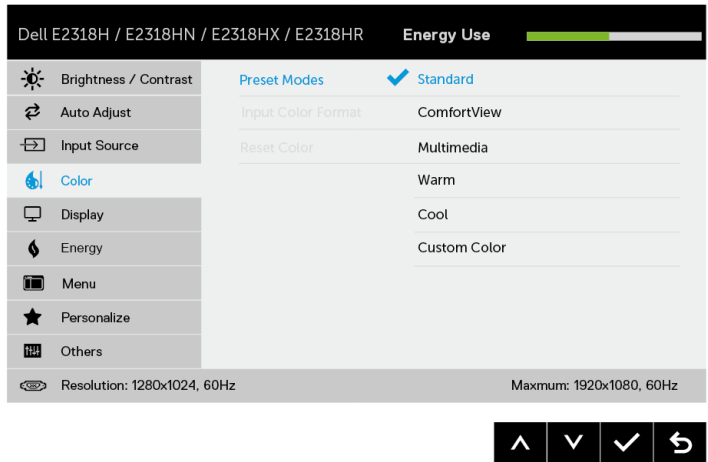 Dell E2318H / E2318HN / E2318HX / E2318HR Energy Use
Brightness / Contrast Preset Modes Standard
Auto Adjust Input Color Format ComfortView
Input Source Reset Color Multimedia
Color Warm
Display Cool
Energy Custom Color
Menu
Personalize
Others
Resolution: 1280x1024, 60Hz Maxmum: 1920x1080, 60Hz